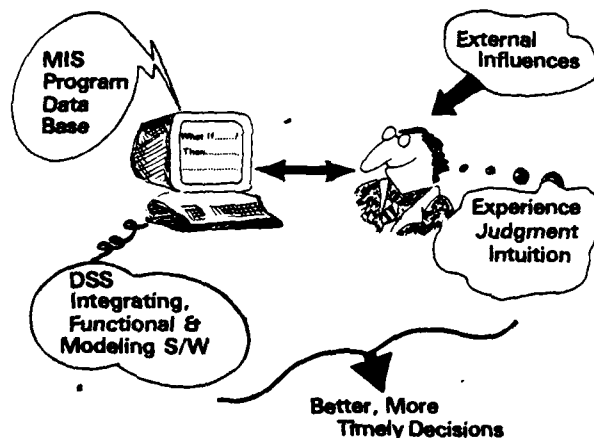 MIS
Program
Data
Base
External
Influences
What If......./
Then........
Experience
Judgment
Intuition
DSS
Integrating,
Functional &
Modeling S/W
Better, More
Timely Decisions